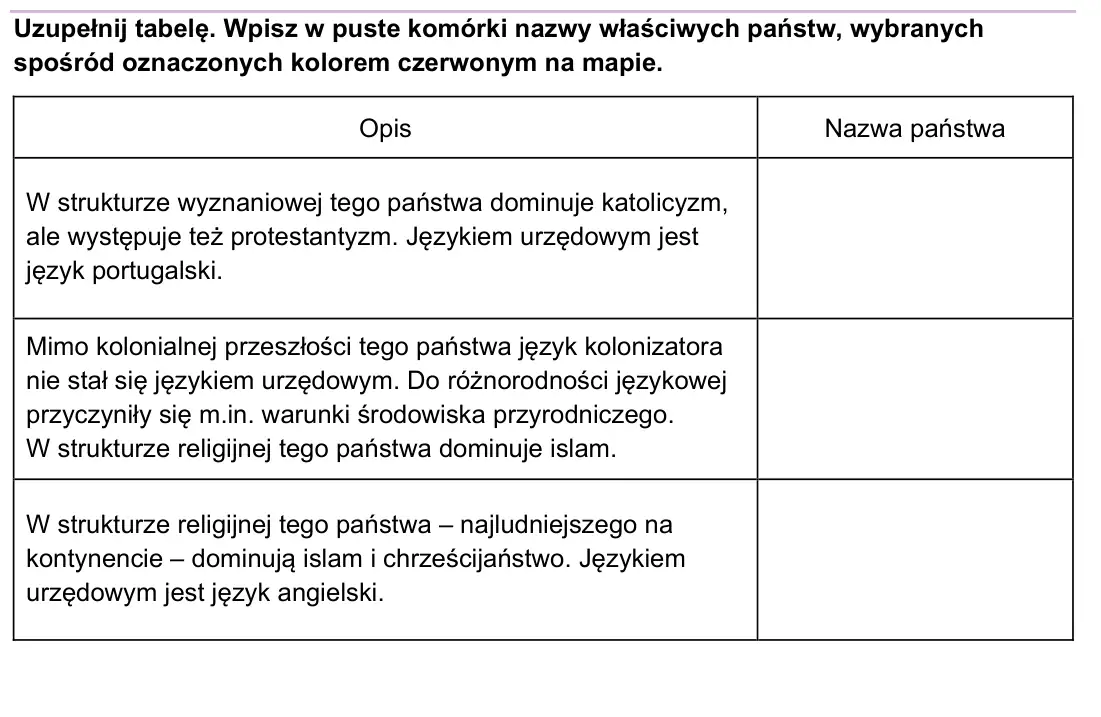 Uzupełnij tabelę. Wpisz w puste komórki nazwy właściwych państw, wybranych
spośród oznaczonych kolorem czerwonym na mapie.
Opis
Nazwa państwa
W strukturze wyznaniowej tego państwa dominuje katolicyzm,
ale występuje też protestantyzm. Językiem urzędowym jest
język portugalski.
Mimo kolonialnej przeszłości tego państwa język kolonizatora
nie stał się językiem urzędowym. Do różnorodności językowej
przyczyniły się m.in. warunki środowiska przyrodniczego.
W strukturze religijnej tego państwa dominuje islam.
W strukturze religijnej tego państwa – najludniejszego na
kontynencie – dominują islam i chrześcijaństwo. Językiem
urzędowym jest język angielski.